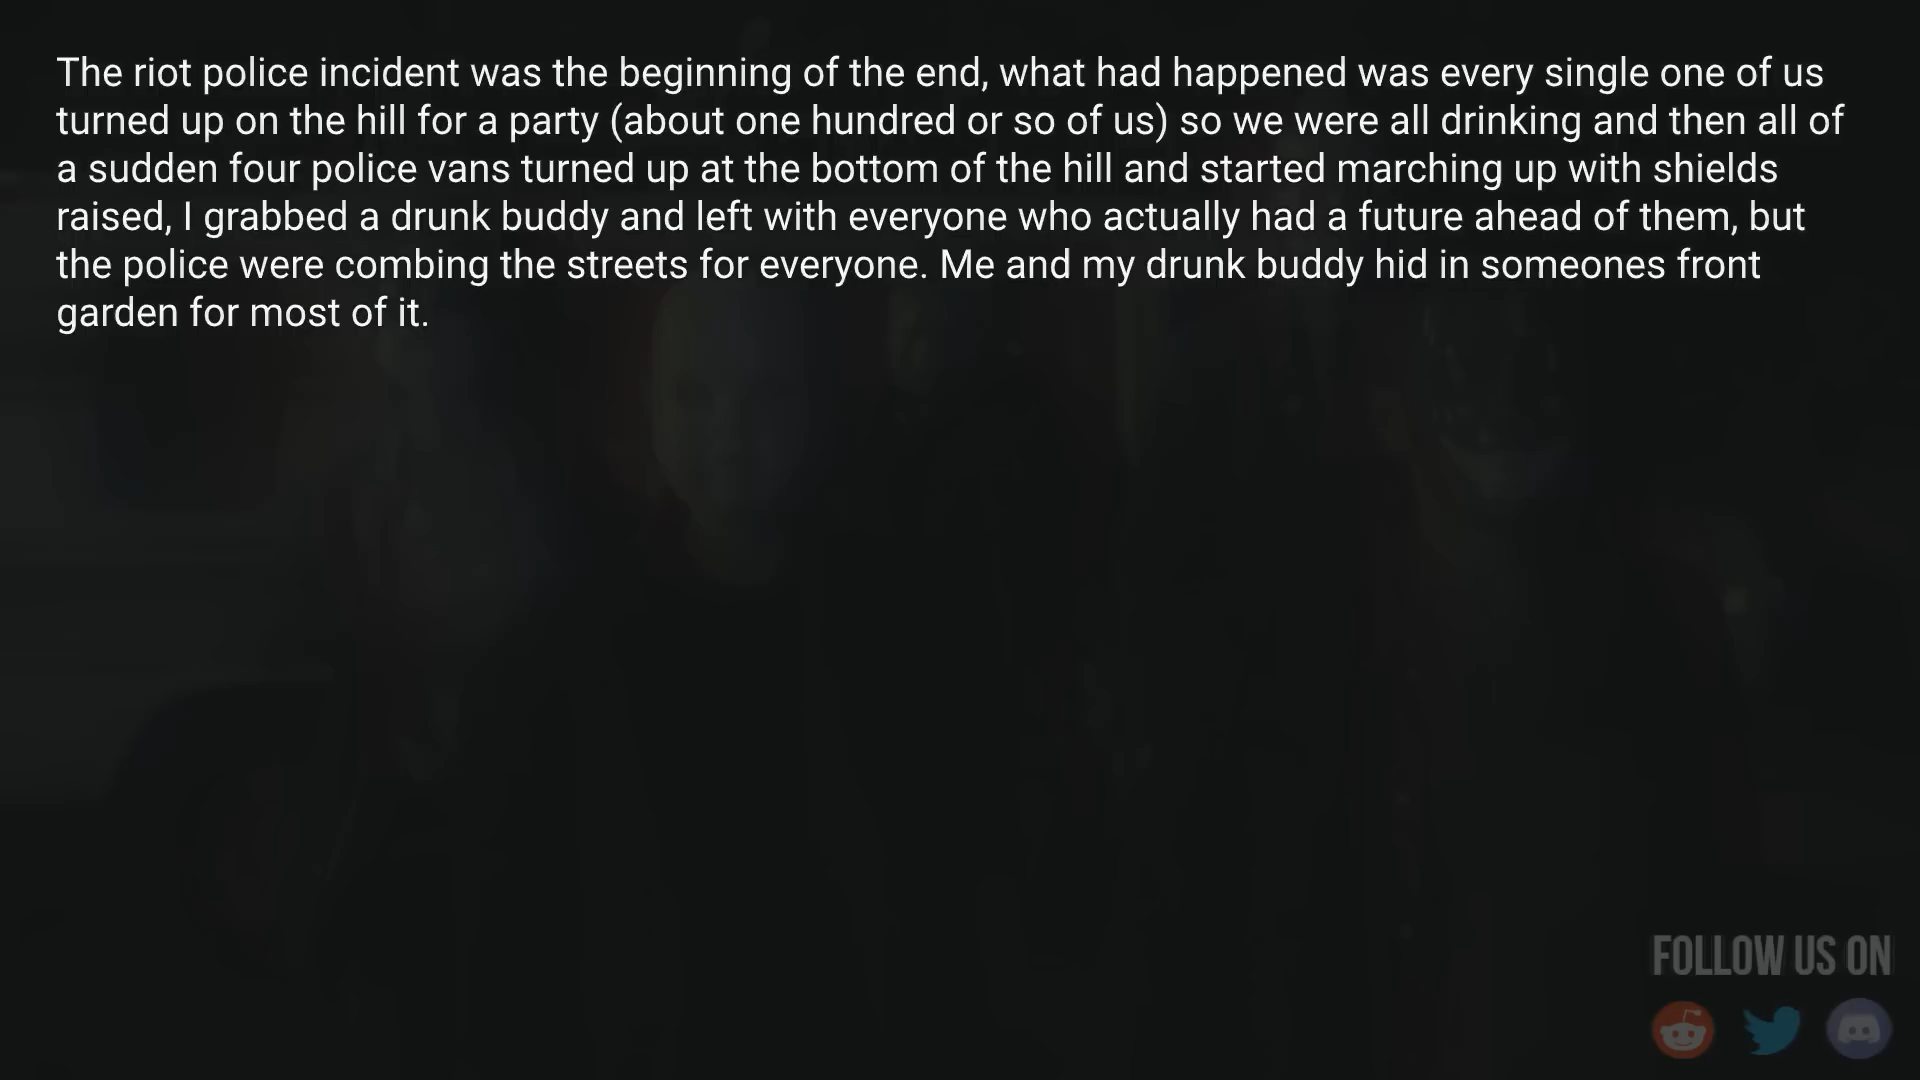 The riot police incident was the beginning of the end, what had happened was every single one of us
turned up on the hill for a party (about one hundred or so of us) so we were all drinking and then all of
a sudden four police vans turned up at the bottom of the hill and started marching up with shields
raised, I grabbed a drunk buddy and left with everyone who actually had a future ahead of them, but
the police were combing the streets for everyone. Me and my drunk buddy hid in someones front
garden for most of it.
FOLLOW US ON